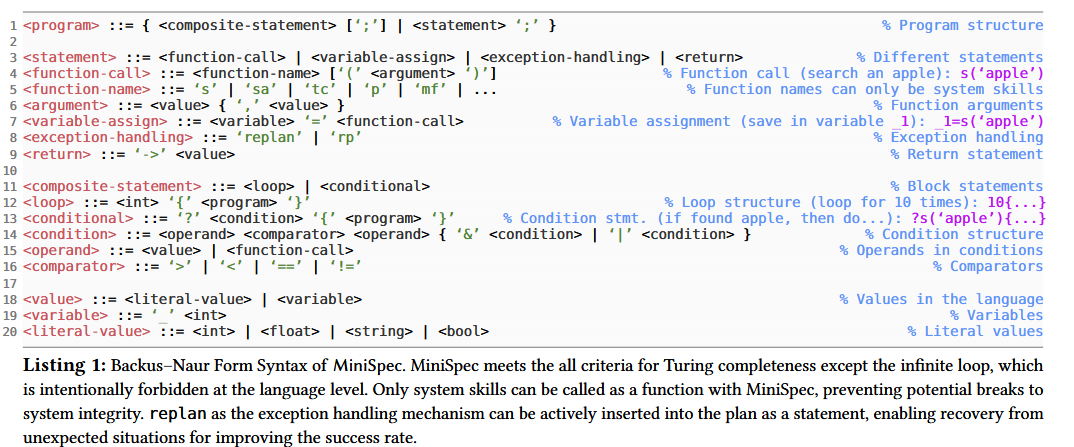 1 <program> ::= { <composite-statement> [‘;’] | <statement> ‘;’ } % Program structure
2
3 <statement> ::= <function-call> | <variable-assign> | <exception-handling> | <return> % Different statements
4 <function-call> ::= <function-name> [‘(’ <argument> ‘)’] % Function call (search an apple): s(‘apple’)
5 <function-name> ::= ‘s’ | ‘sa’ | ‘tc’ | ‘p’ | ‘mf’ | ... % Function names can only be system skills
6 <argument> ::= <value> { ‘,’ <value> } % Function arguments
7 <variable-assign> ::= <variable> ‘=’ <function-call> % Variable assignment (save in variable _1): _1=s(‘apple’)
8 <exception-handling> ::= ‘replan’ | ‘rp’ % Exception handling
9 <return> ::= ‘->’ <value> % Return statement
10
11 <composite-statement> ::= <loop> | <conditional> % Block statements
12 <loop> ::= <int> ‘{’ <program> ‘}’ % Loop structure (loop for 10 times): 10{...}
13 <conditional> ::= ‘?’ <condition> ‘{’ <program> ‘}’ % Condition stmt. (if found apple, then do...): ?s(‘apple’){...}
14 <condition> ::= <operand> <comparator> <operand> { ‘&’ <condition> | ‘|’ <condition> } % Condition structure
15 <operand> ::= <value> | <function-call> % Operands in conditions
16 <comparator> ::= ‘>’ | ‘<’ | ‘==’ | ‘!=’ % Comparators
17
18 <value> ::= <literal-value> | <variable> % Values in the language
19 <variable> ::= ‘_’ <int> % Variables
20 <literal-value> ::= <int> | <float> | <string> | <bool> % Literal values
Listing 1: Backus–Naur Form Syntax of MiniSpec. MiniSpec meets the all criteria for Turing completeness except the infinite loop, which
is intentionally forbidden at the language level. Only system skills can be called as a function with MiniSpec, preventing potential breaks to
system integrity. replan as the exception handling mechanism can be actively inserted into the plan as a statement, enabling recovery from
unexpected situations for improving the success rate.